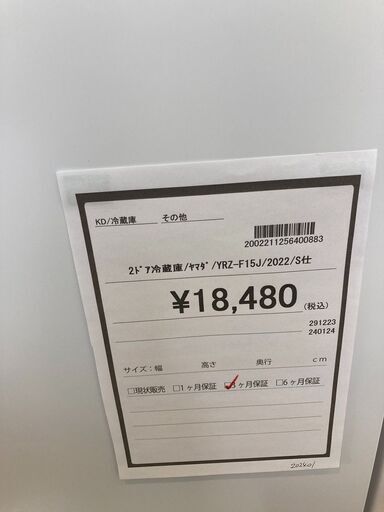 KD/冷蔵庫　その他
2002211256400883
2ﾄﾞｱ冷蔵庫/ﾔﾏﾀﾞ/YRZ-F15J/2022/S仕
¥18,480 (税込)
291223
240124
サイズ：幅　高さ　奥行　ｃｍ
□現状販売 □1ヶ月保証 □3ヶ月保証 □6ヶ月保証
202401